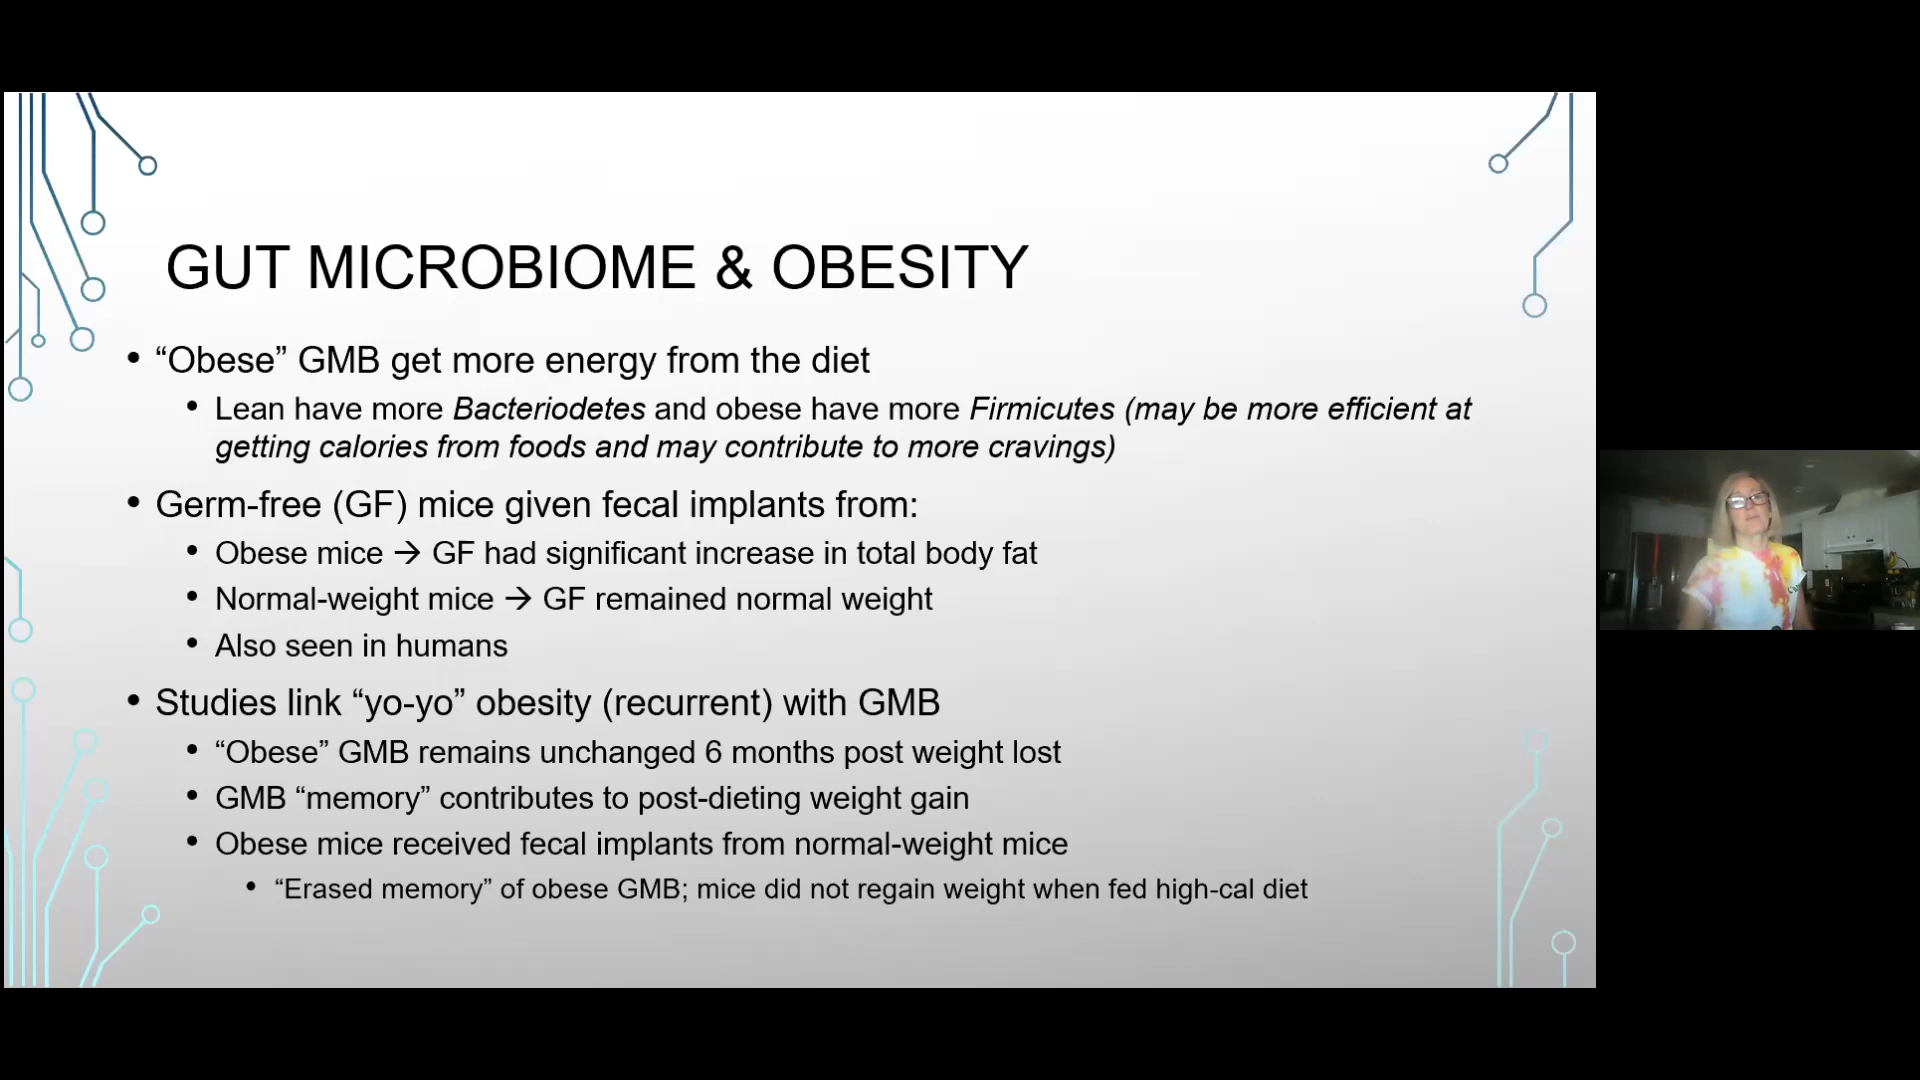 GUT MICROBIOME & OBESITY
• “Obese” GMB get more energy from the diet
• Lean have more Bacteriodetes and obese have more Firmicutes (may be more efficient at
getting calories from foods and may contribute to more cravings)
• Germ-free (GF) mice given fecal implants from:
• Obese mice → GF had significant increase in total body fat
• Normal-weight mice → GF remained normal weight
• Also seen in humans
• Studies link “yo-yo” obesity (recurrent) with GMB
• “Obese” GMB remains unchanged 6 months post weight lost
• GMB “memory” contributes to post-dieting weight gain
• Obese mice received fecal implants from normal-weight mice
• “Erased memory” of obese GMB; mice did not regain weight when fed high-cal diet